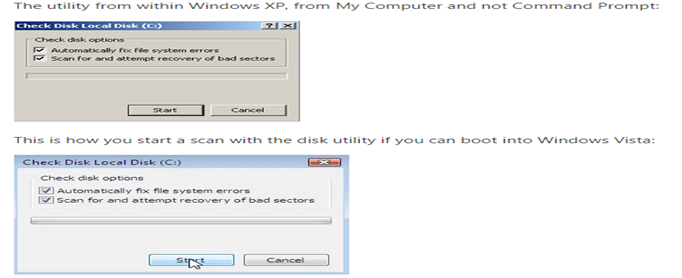 The utility from within Windows XP, from My Computer and not Command Prompt:
Check Disk Local Disk (C:)
Check disk options
Automatically fix file system errors
Scan for and attempt recovery of bad sectors
Start Cancel
This is how you start a scan with the disk utility if you can boot into Windows Vista:
Check Disk Local Disk (C:)
Check disk options
Automatically fix file system errors
Scan for and attempt recovery of bad sectors
Start Cancel